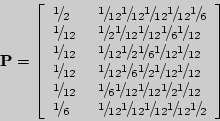 P =
1/2 1/12 1/12 1/12 1/12 1/6
1/12 1/2 1/12 1/12 1/6 1/12
1/12 1/12 1/2 1/6 1/12 1/12
1/12 1/12 1/6 1/2 1/12 1/12
1/12 1/6 1/12 1/12 1/2 1/12
1/6 1/12 1/12 1/12 1/12 1/2